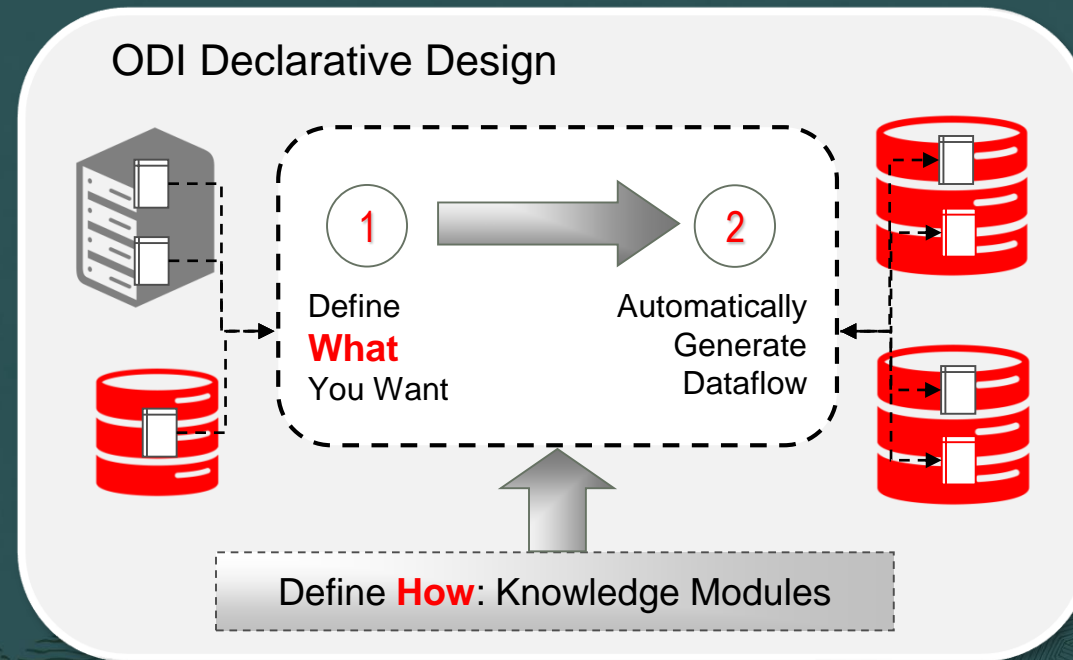 ODI Declarative Design
1
2
Define
What
You Want
Automatically
Generate
Dataflow
Define How: Knowledge Modules